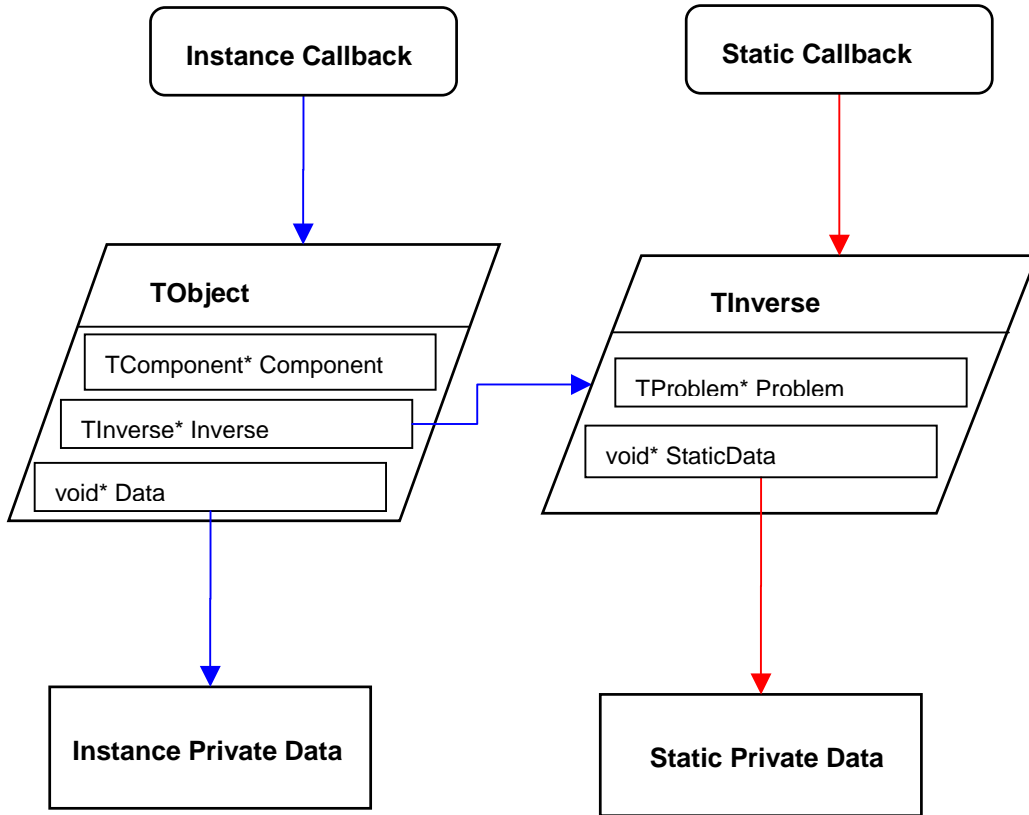 Instance Callback
Static Callback
TObject
TComponent* Component
TInverse* Inverse
void* Data
TInverse
TProblem* Problem
void* StaticData
Instance Private Data
Static Private Data